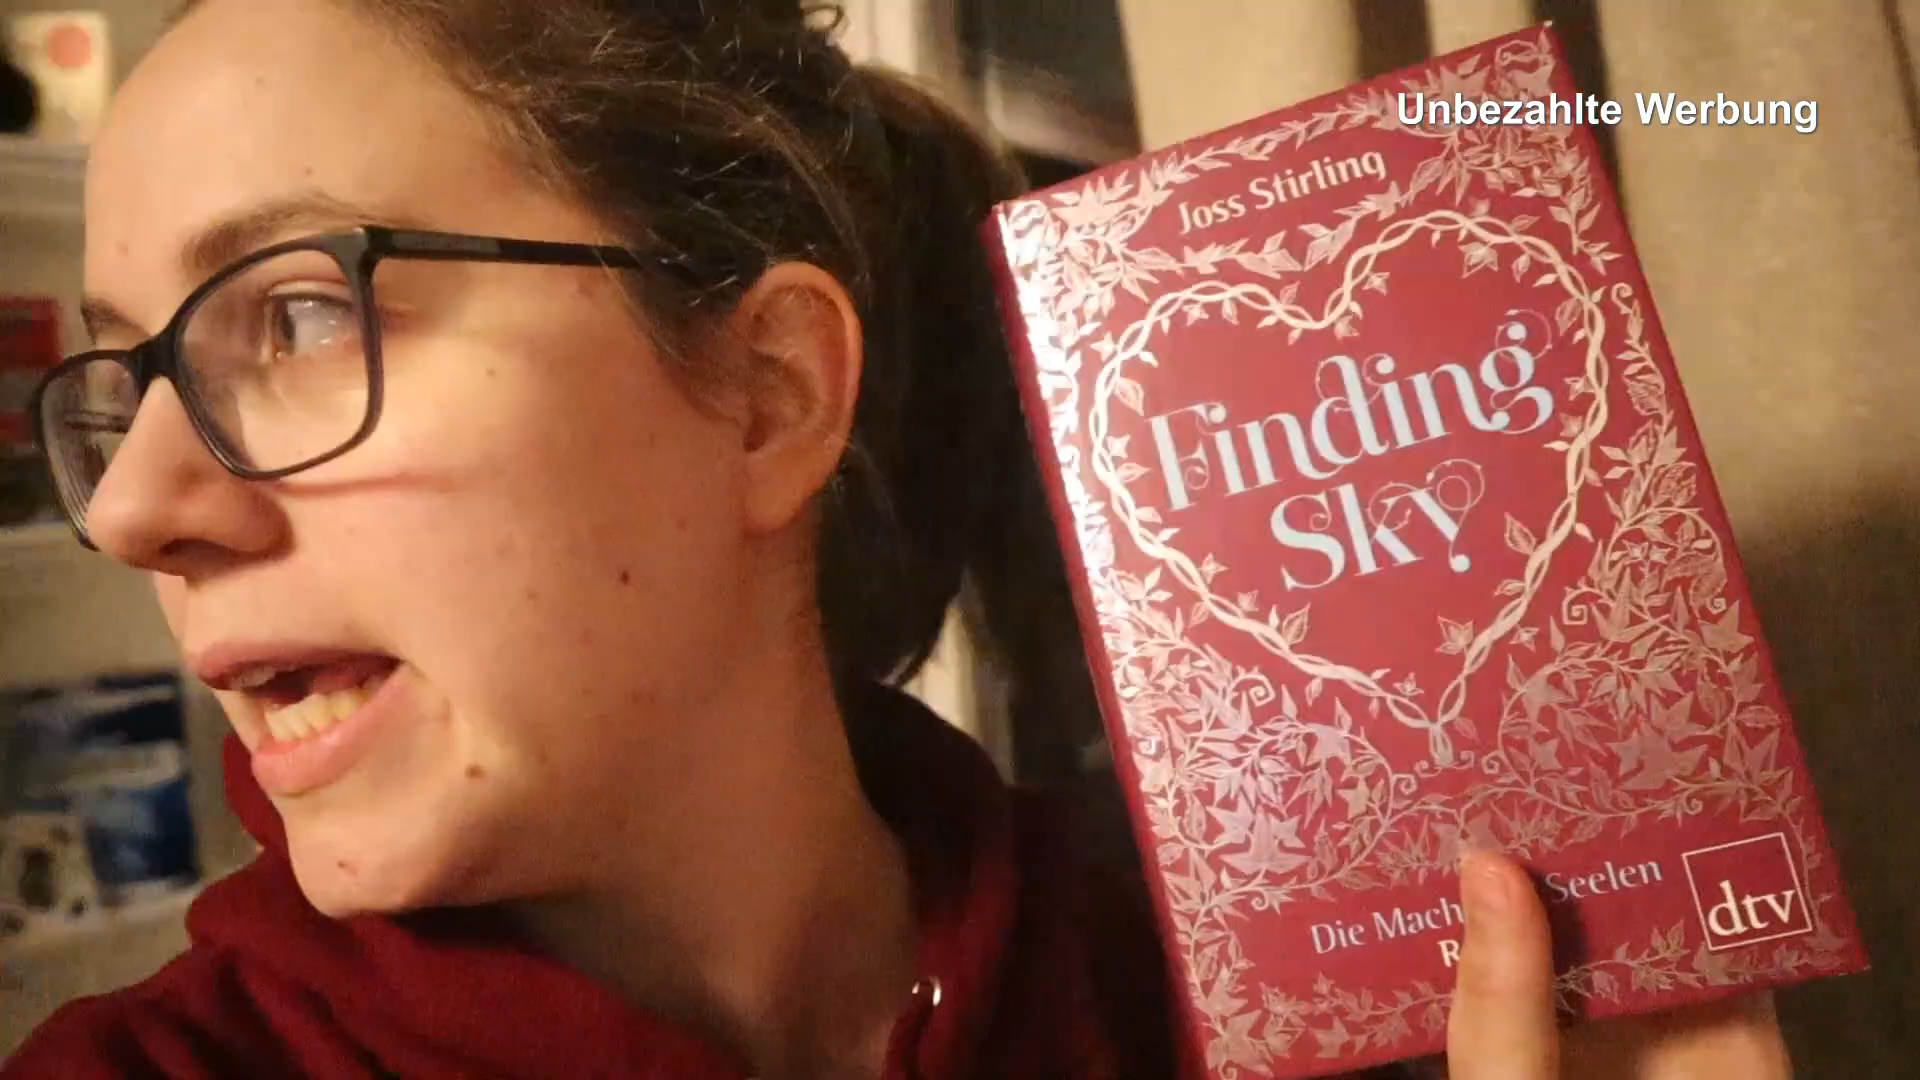 Unbezahlte Werbung
Joss Stirling
Finding
Sky
Die Mach Seelen
R
dtv